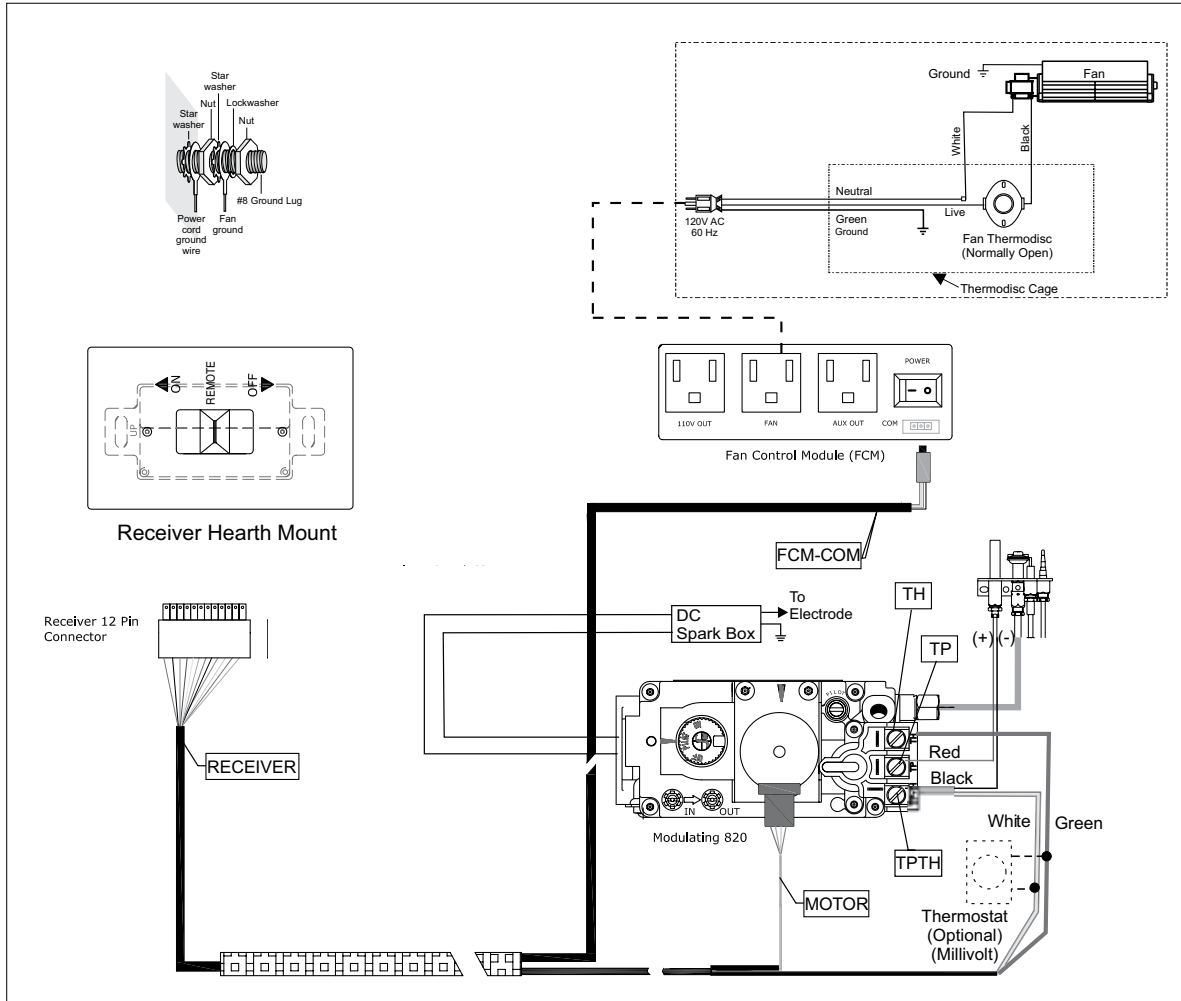 Star
washer
Nut
Lockwasher
Star
washer
Nut
#8 Ground Lug
Power
cord
ground
wire
Fan
ground
Ground
Fan
White
Black
Neutral
Live
Green
Ground
120V AC
60 Hz
Fan Thermodisc
(Normally Open)
Thermodisc Cage
ON
REMOTE
OFF
UP
Receiver Hearth Mount
POWER
110V OUT
FAN
AUX OUT
COM
Fan Control Module (FCM)
FCM-COM
Receiver 12 Pin
Connector
RECEIVER
DC
Spark Box
To
Electrode
TH
TP
(+) (-)
PILOT
Red
Black
IN
OUT
Modulating 820
White
Green
TPTH
MOTOR
Thermostat
(Optional)
(Millivolt)